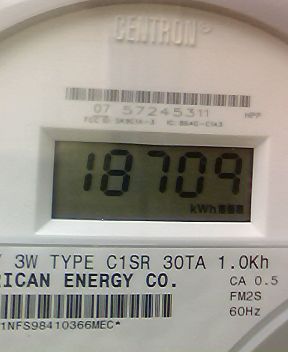 CENTRON®
07 57245311 HPP
18709
kWh
3W TYPE C1SR 30TA 1.0Kh
RICAN ENERGY CO. CA 0.5
FM2S
60Hz
1NFS98410366MEC*